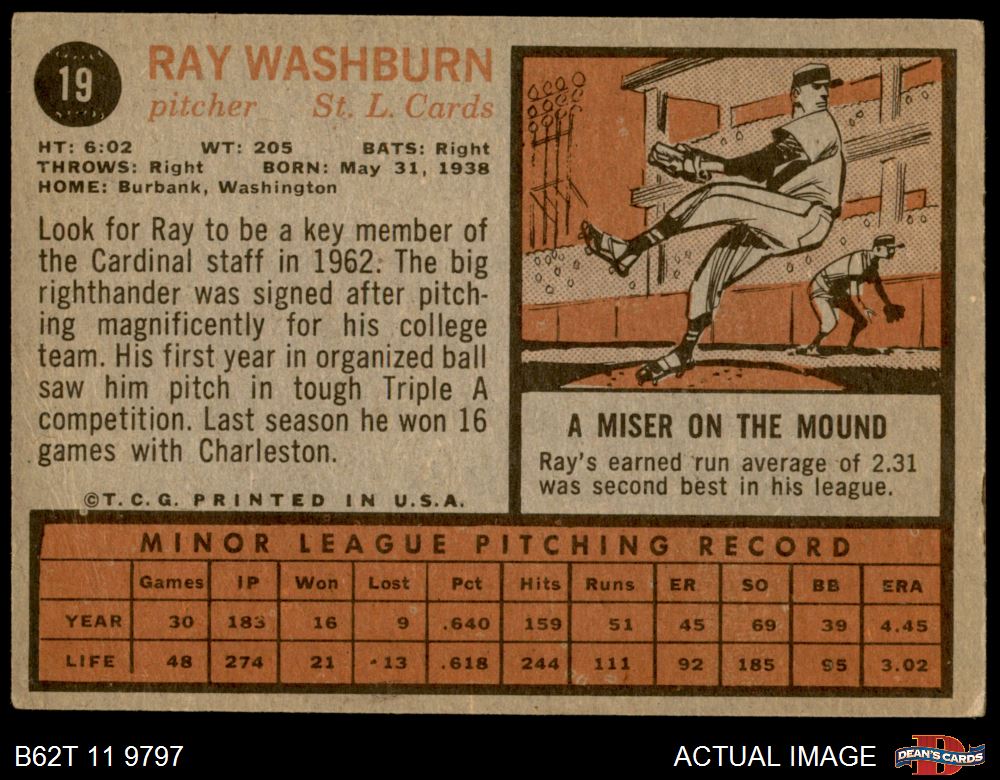 19
RAY WASHBURN
pitcher St. L. Cards
HT: 6:02 WT: 205 BATS: Right
THROWS: Right BORN: May 31, 1938
HOME: Burbank, Washington
Look for Ray to be a key member of
the Cardinal staff in 1962. The big
righthander was signed after pitch-
ing magnificently for his college
team. His first year in organized ball
saw him pitch in tough Triple A
competition. Last season he won 16
games with Charleston.
©T.C.G. PRINTED IN U.S.A.
A MISER ON THE MOUND
Ray's earned run average of 2.31
was second best in his league.
MINOR LEAGUE PITCHING RECORD
Games IP Won Lost Pct Hits Runs ER SO BB ERA
YEAR 30 183 16 9 .640 159 51 45 69 39 4.45
LIFE 48 274 21 13 .618 244 111 92 185 95 3.02
B62T 11 9797
ACTUAL IMAGE
D
DEAN'S CARDS